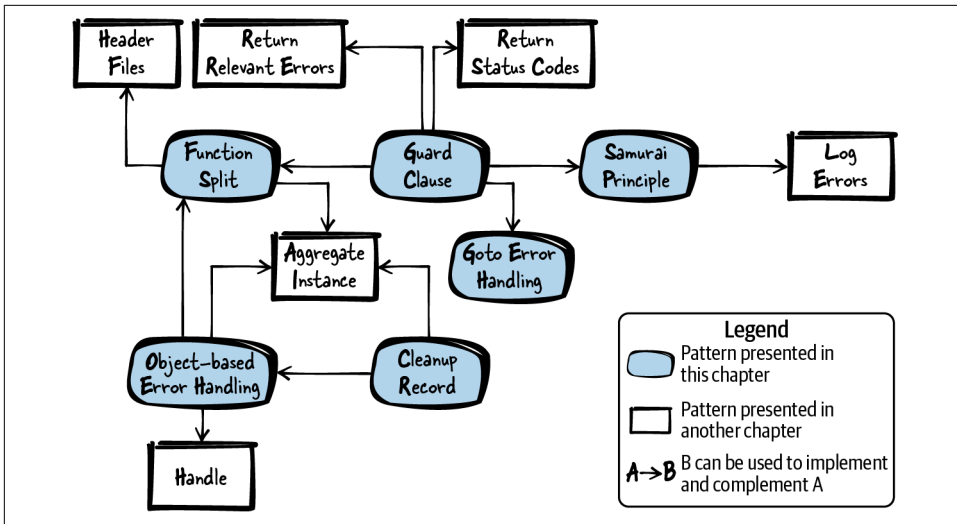 Header
Files
Return
Relevant Errors
Return
Status Codes
Function
Split
Guard
Clause
Samurai
Principle
Log
Errors
Aggregate
Instance
Goto Error
Handling
Object-based
Error Handling
Cleanup
Record
Handle
Legend
Pattern presented in
this chapter
Pattern presented in
another chapter
A→B B can be used to implement
and complement A